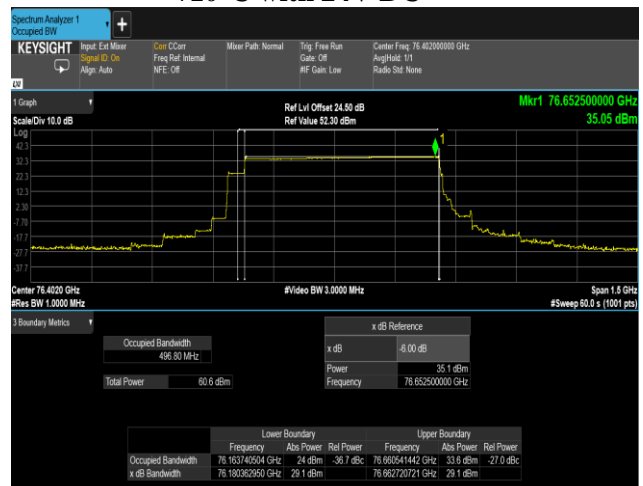 Spectrum Analyzer 1
Occupied BW
KEYSIGHT
Input: Ext Mixer
Signal ID: On
Align: Auto
Corr CCorr
Freq Ref: Internal
NFE: Off
Mixer Path: Normal
Trig: Free Run
Gate: Off
#IF Gain: Low
Center Freq: 76.402000000 GHz
Avg|Hold: 1/1
Radio Std: None
LXI
1 Graph
Ref Lvl Offset 24.50 dB
Mkr1 76.652500000 GHz
Scale/Div 10.0 dB
Ref Value 52.30 dBm
35.05 dBm
Log
42.3
32.3
22.3
12.3
2.30
-7.70
-17.7
-27.7
-37.7
1
Center 76.4020 GHz
#Video BW 3.0000 MHz
Span 1.5 GHz
#Res BW 1.0000 MHz
#Sweep 60.0 s (1001 pts)
3 Boundary Metrics
Occupied Bandwidth
496.80 MHz
Total Power 60.6 dBm
x dB Reference
x dB -6.00 dB
Power 35.1 dBm
Frequency 76.652500000 GHz
Lower Boundary Upper Boundary
Frequency Abs Power Rel Power Frequency Abs Power Rel Power
Occupied Bandwidth 76.163740504 GHz 24 dBm -36.7 dBc 76.660541442 GHz 33.6 dBm -27.0 dBc
x dB Bandwidth 76.180362950 GHz 29.1 dBm 76.662720721 GHz 29.1 dBm